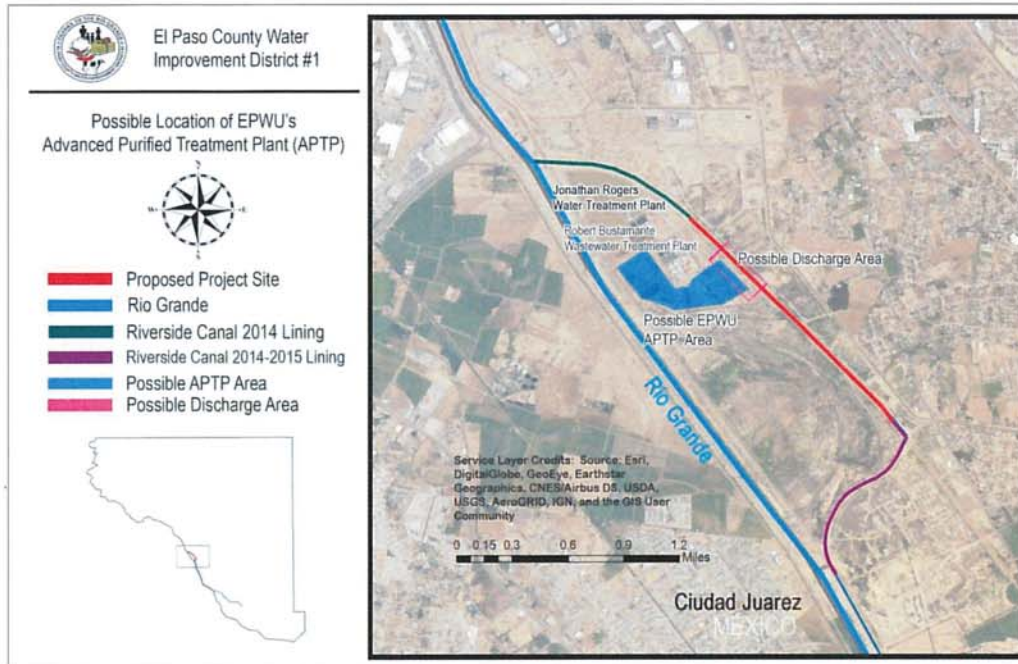 El Paso County Water
Improvement District #1
Possible Location of EPWU's
Advanced Purified Treatment Plant (APTP)
Proposed Project Site
Rio Grande
Riverside Canal 2014 Lining
Riverside Canal 2014-2015 Lining
Possible APTP Area
Possible Discharge Area
Jonathan Rogers
Water Treatment Plant
Robert Bustamante
Wastewater Treatment Plant
Possible Discharge Area
Possible EPWU
APTP Area
Rio Grande
Service Layer Credits: Source: Esri,
DigitalGlobe, GeoEye, Earthstar
Geographics, CNES/Airbus DS, USDA,
USGS, AeroGRID, IGN, and the GIS User
Community
0 0.15 0.3 0.6 0.9 1.2
Miles
Ciudad Juarez
MEXICO